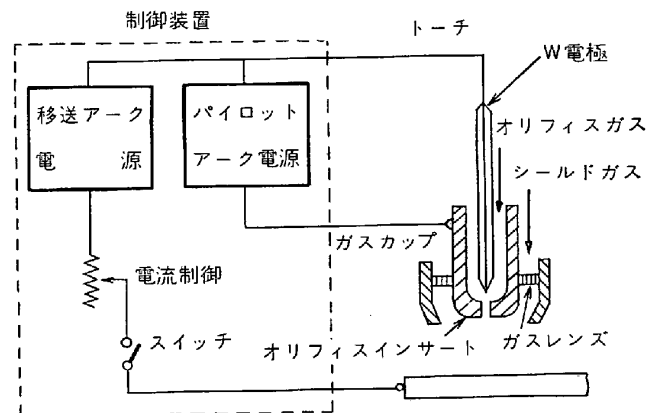 制御装置
トーチ
W電極
移送アーク
電源
パイロット
アーク電源
オリフィスガス
シールドガス
ガスカップ
電流制御
スイッチ
オリフィスインサート
ガスレンズ